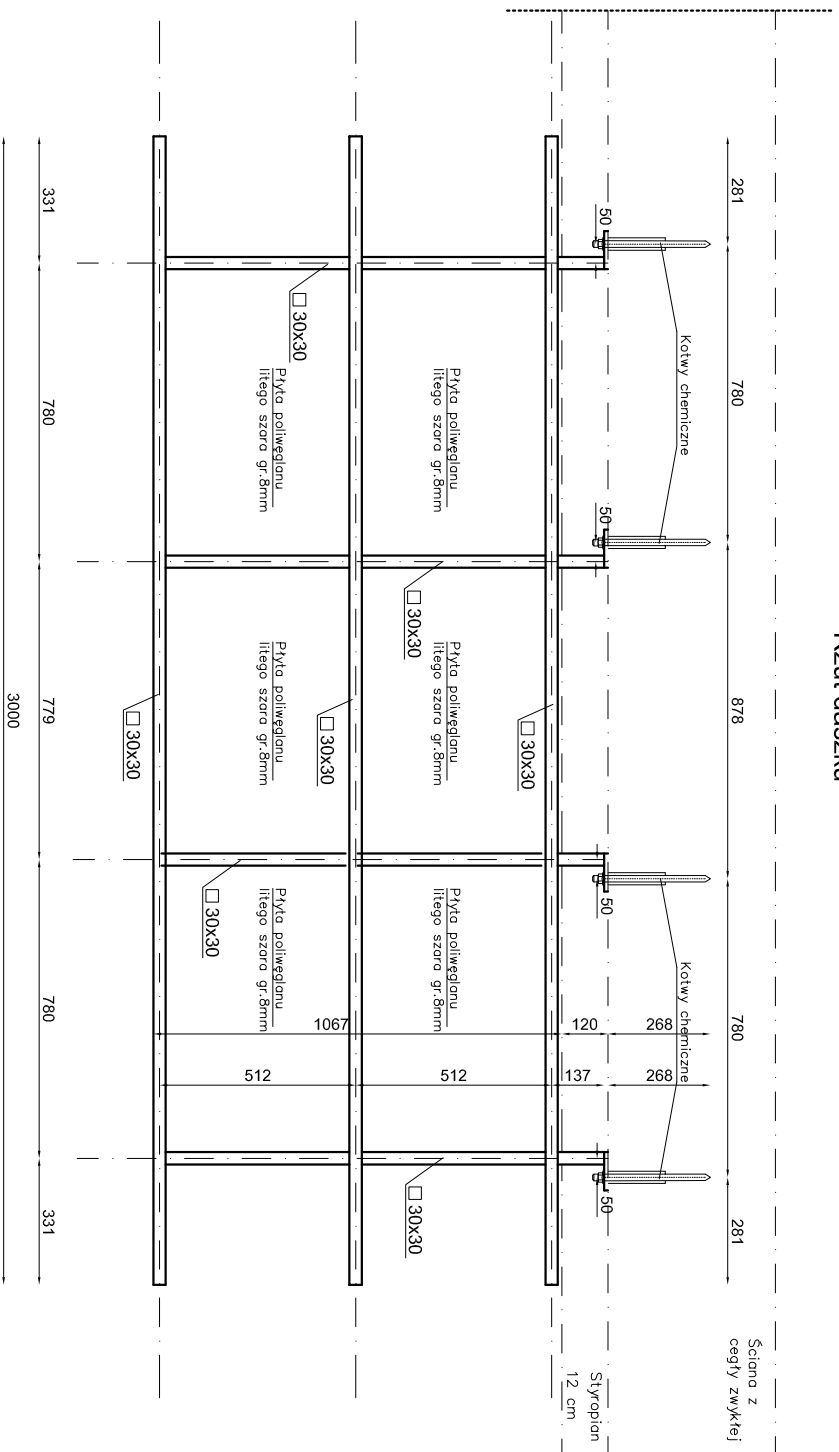 Rzut daszka
Ściana z
cegły zwykłej
281
780
878
780
281
Kotwy chemiczne
Kotwy chemiczne
268
268
Styropian
12 cm
50
50
50
50
120
137
30x30
Płyta poliwęglanu
litego szara gr.8mm
Płyta poliwęglanu
litego szara gr.8mm
Płyta poliwęglanu
litego szara gr.8mm
512
30x30
30x30
1067
30x30
30x30
Płyta poliwęglanu
litego szara gr.8mm
Płyta poliwęglanu
litego szara gr.8mm
Płyta poliwęglanu
litego szara gr.8mm
512
30x30
30x30
331
780
779
780
331
3000